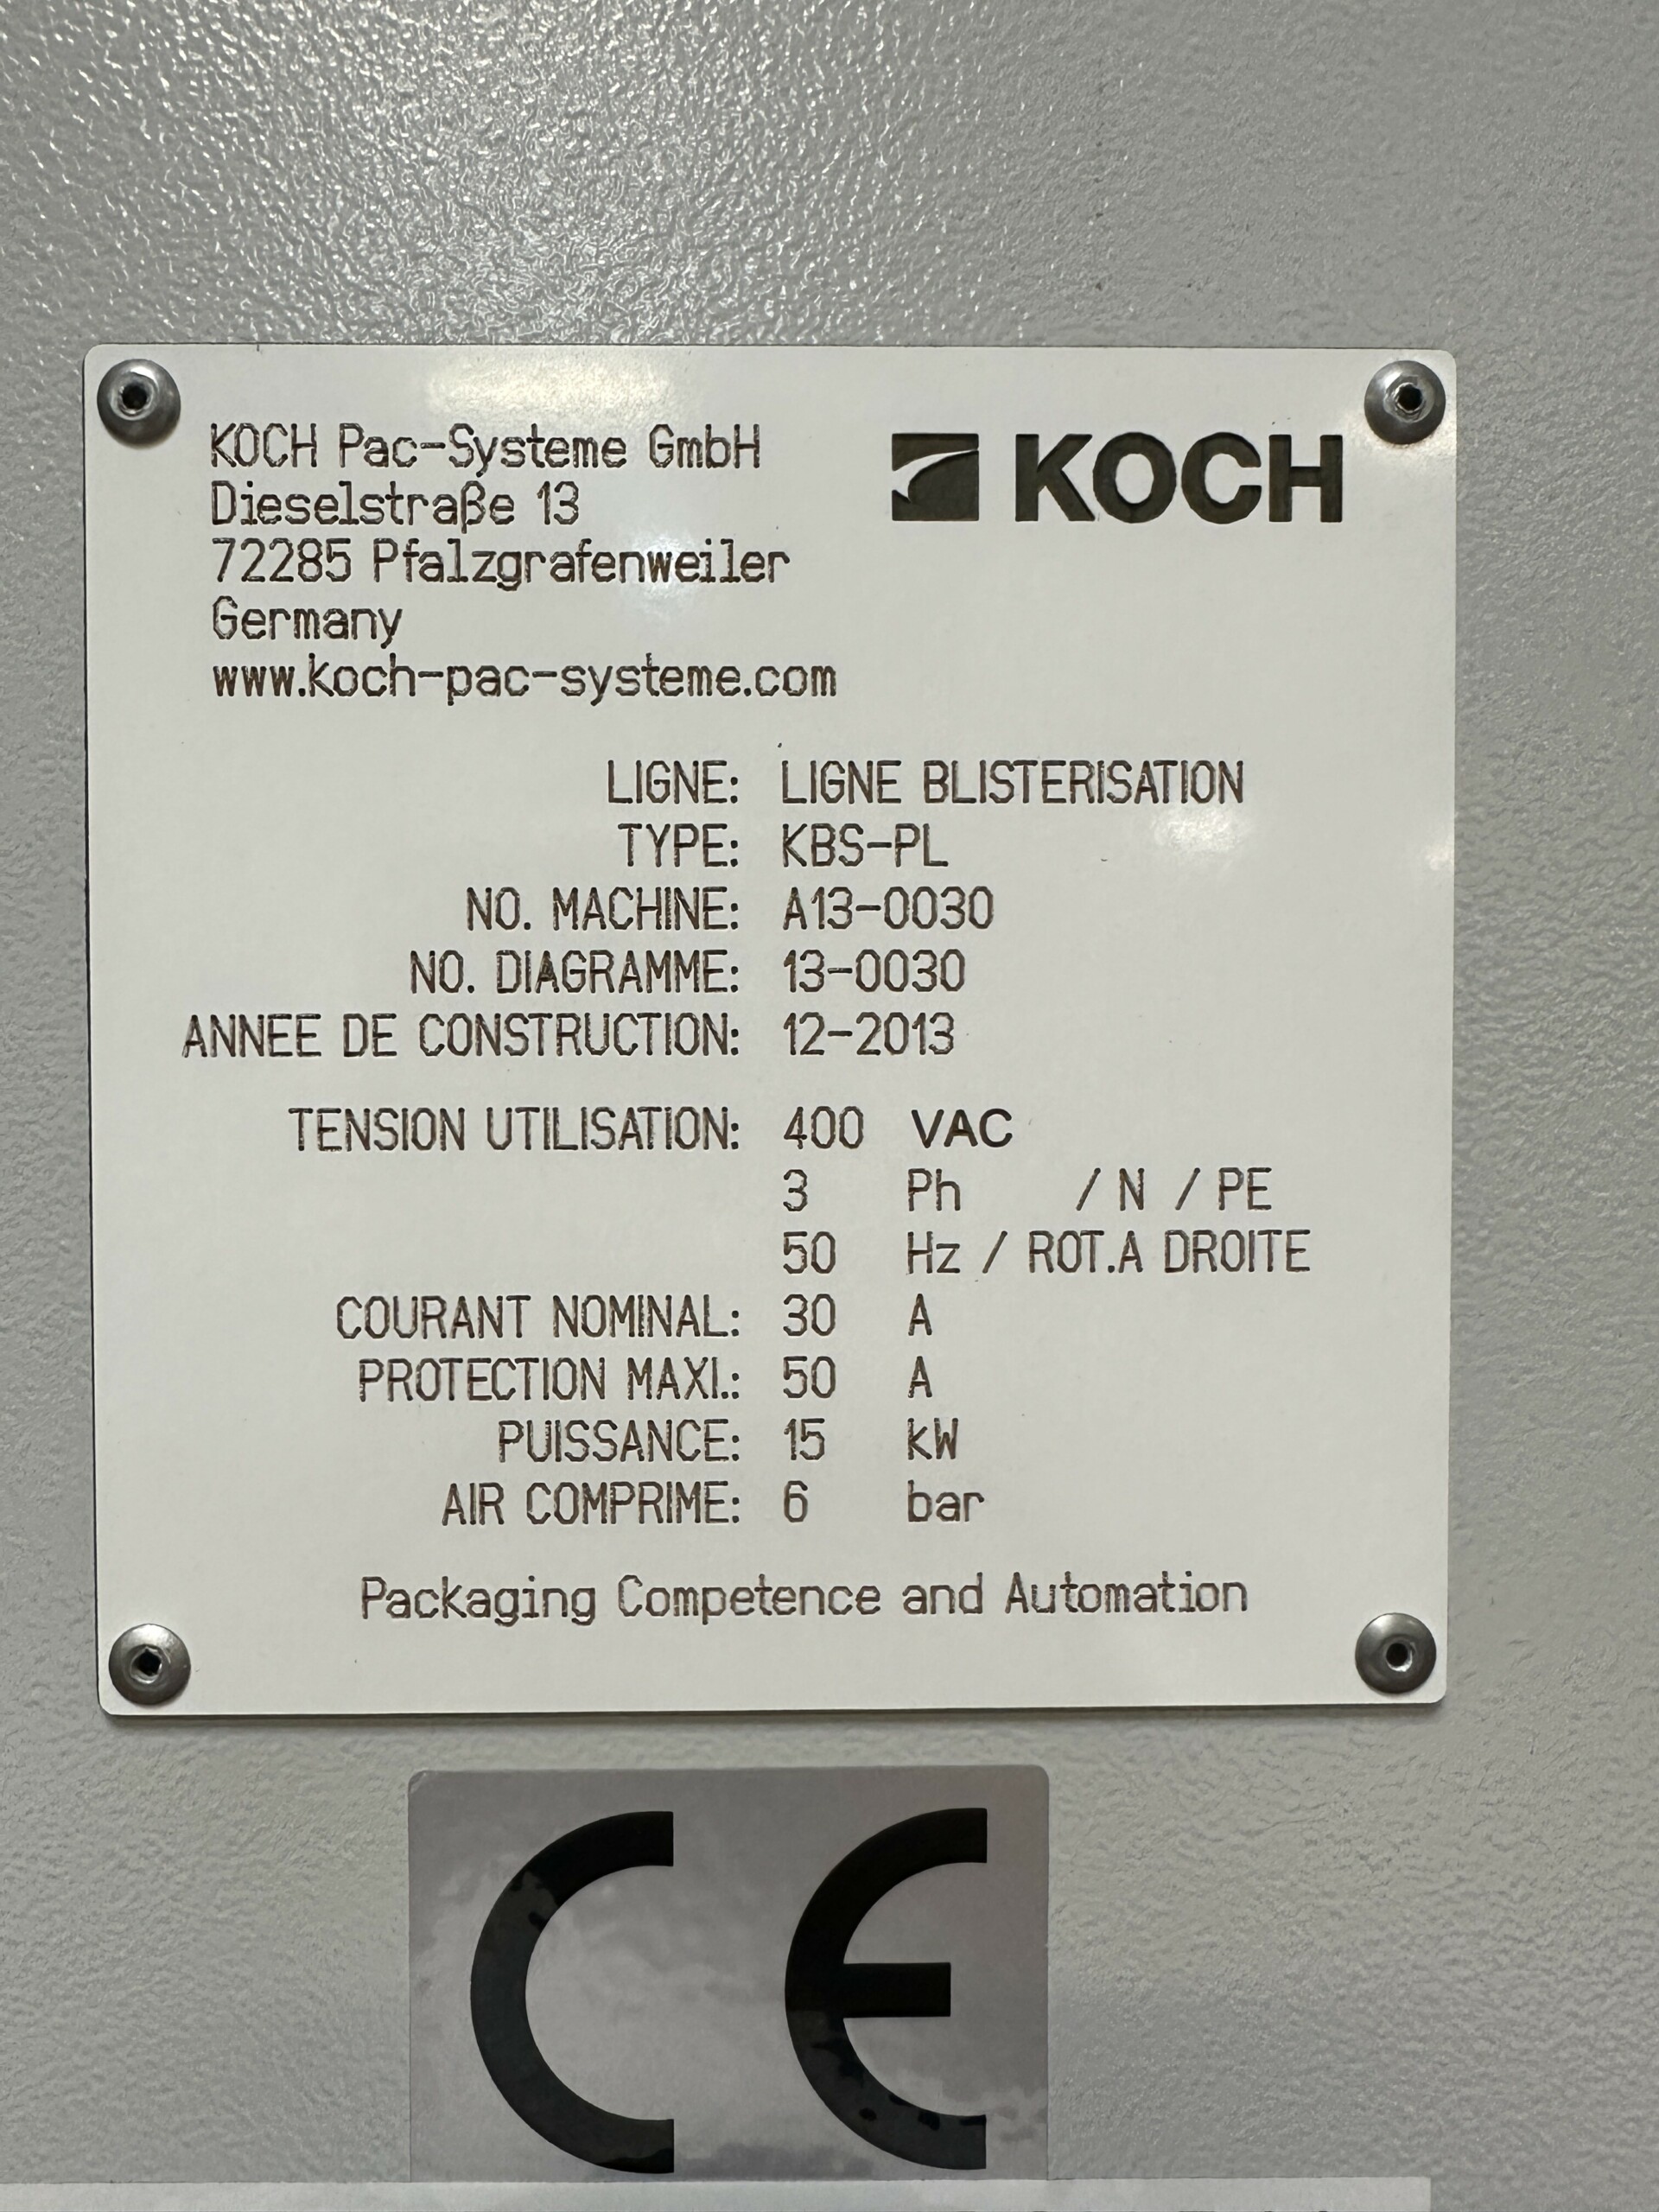 KOCH Pac-Systeme GmbH
KOCH
Dieselstraße 13
72285 Pfalzgrafenweiler
Germany
www.koch-pac-systeme.com
LIGNE: LIGNE BLISTERISATION
TYPE: KBS-PL
NO. MACHINE: A13-0030
NO. DIAGRAMME: 13-0030
ANNEE DE CONSTRUCTION: 12-2013
TENSION UTILISATION: 400 VAC
3 Ph / N / PE
50 Hz / ROT.A DROITE
COURANT NOMINAL: 30 A
PROTECTION MAXI.: 50 A
PUISSANCE: 15 kW
AIR COMPRIME: 6 bar
Packaging Competence and Automation
CE